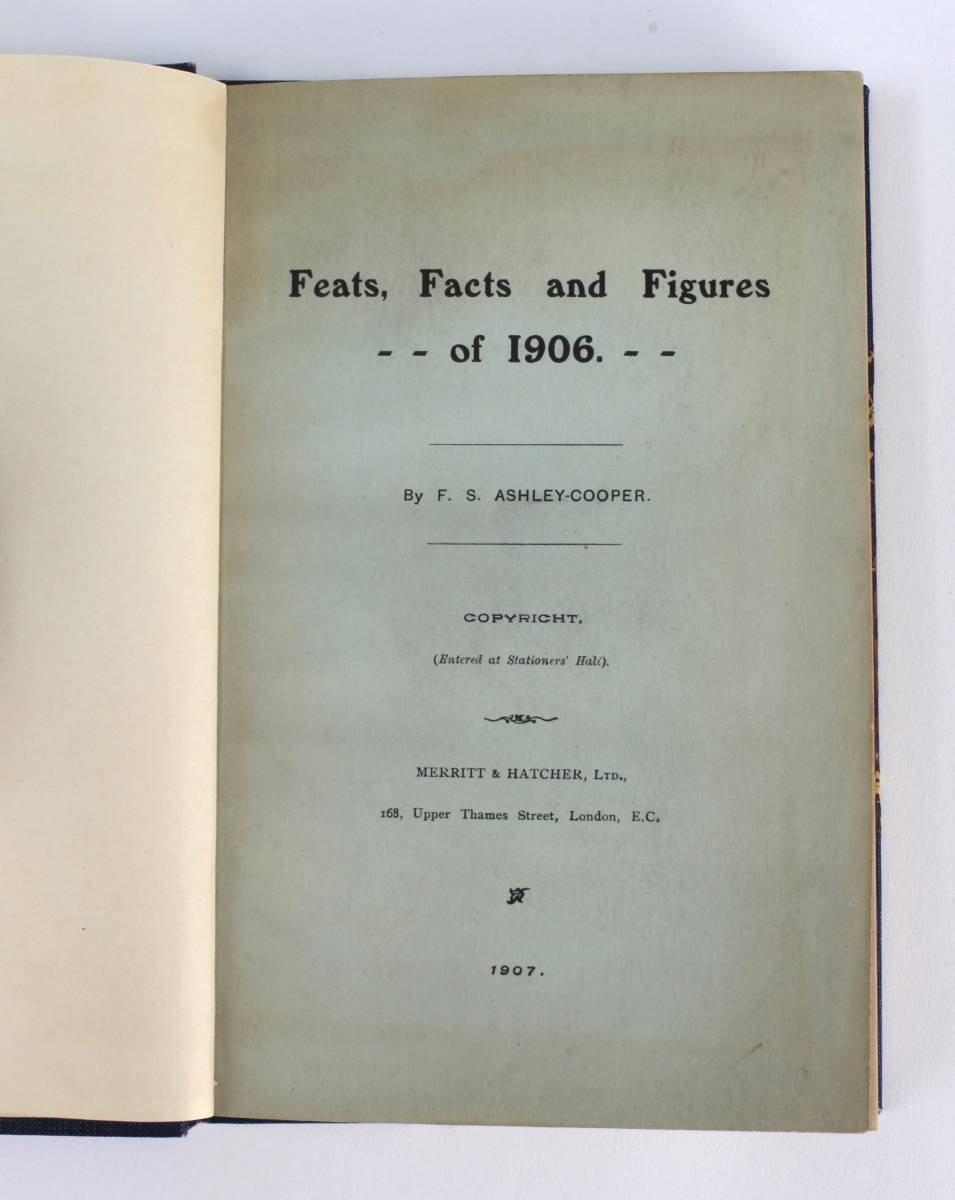 Feats, Facts and Figures
- - of 1906. - -
By F. S. ASHLEY-COOPER.
COPYRIGHT.
(Entered at Stationers' Hall).
MERRITT & HATCHER, LTD.,
168, Upper Thames Street, London, E.C.
1907.